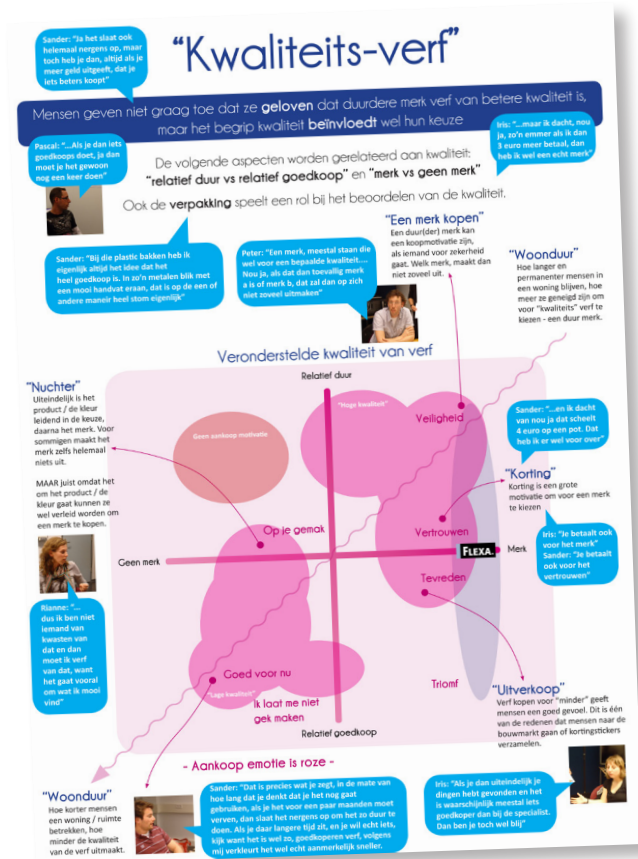 Sander: "Ja het slaat ook
helemaal nergens op, maar
toch heb je dan, altijd als je
meer geld uitgeeft, dat je
iets beters koopt"
"Kwaliteits-verf"
Mensen geven niet graag toe dat ze geloven dat duurdere merk verf van betere kwaliteit is,
maar het begrip kwaliteit beïnvloedt wel hun keuze
Pascal: "...Als je dan iets
goedkoops doet, ja dan
moet je het gewoon
nog een keer doen"
Iris: "...maar ik dacht, nou
ja, zo'n emmer als ik dan
3 euro meer betaal, dan
heb ik wel een echt merk"
De volgende aspecten worden gerelateerd aan kwaliteit:
"relatief duur vs relatief goedkoop" en "merk vs geen merk"
Ook de verpakking speelt een rol bij het beoordelen van de kwaliteit.
Sander: "Bij die plastic bakken heb ik
eigenlijk altijd het idee dat het
heel goedkoop is. In zo'n metalen blik met
een mooi handvat eraan, dat is op de een of
andere maneir heel stom eigenlijk"
Peter: "Een merk, meestal staan die
wel voor een bepaalde kwaliteit....
Nou ja, als dat dan toevallig merk
a is of merk b, dat zal dan op zich
niet zoveel uitmaken"
"Een merk kopen"
Een duur(der) merk kan
een koopmotivatie zijn,
als iemand voor zekerheid
gaat. Welk merk, maakt dan
niet zoveel uit.
"Woonduur"
Hoe langer en
permanenter mensen in
een woning blijven, hoe
meer ze geneigd zijn om
voor "kwaliteits" verf te
kiezen - een duur merk.
Veronderstelde kwaliteit van verf
"Nuchter"
Uiteindelijk is het
product / de kleur
leidend in de keuze,
daarna het merk. Voor
sommigen maakt het
merk zelfs helemaal
niets uit.
MAAR juist omdat het
om het product / de
kleur gaat kunnen ze
wel verleid worden om
een merk te kopen.
Relatief duur
"Hoge kwaliteit"
Veiligheid
Geen aankoop motivatie
Sander: "...en ik dacht
van nou ja dat scheelt
4 euro op een pot. Dat
heb ik er wel voor over"
"Korting"
Korting is een grote
motivatie om voor een merk
te kiezen
Op je gemak
Vertrouwen
Geen merk
FLEXA.
Merk
Iris: "Je betaalt ook
voor het merk"
Sander: "Je betaalt
ook voor het
vertrouwen"
Tevreden
Rianne: "...
dus ik ben niet
iemand van
kwasten van
dat en dan
moet ik verf
van dat, want
het gaat vooral
om wat ik mooi
vind"
Goed voor nu
"Lage kwaliteit"
Ik laat me niet
gek maken
Triomf
Relatief goedkoop
"Uitverkoop"
Verf kopen voor "minder" geeft
mensen een goed gevoel. Dit is één
van de redenen dat mensen naar de
bouwmarkt gaan of kortingstickers
verzamelen.
- Aankoop emotie is roze -
"Woonduur"
Hoe korter mensen
een woning / ruimte
betrekken, hoe
minder de kwaliteit
van de verf uitmaakt.
Sander: "Dat is precies wat je zegt, in de mate van
hoe lang dat je denkt dat je het nog gaat
gebruiken, als je het voor een paar maanden moet
verven, dan slaat het nergens op om het zo duur te
doen. Als je daar langere tijd zit, en je wil echt iets,
kijk want het is wel zo, goedkoperen verf, volgens
mij verkleurt het wel echt aanmerkelijk sneller.
Iris: "Als je dan uiteindelijk je
dingen hebt gevonden en het
is waarschijnlijk meestal iets
goedkoper dan bij de specialist.
Dan ben je toch wel blij"